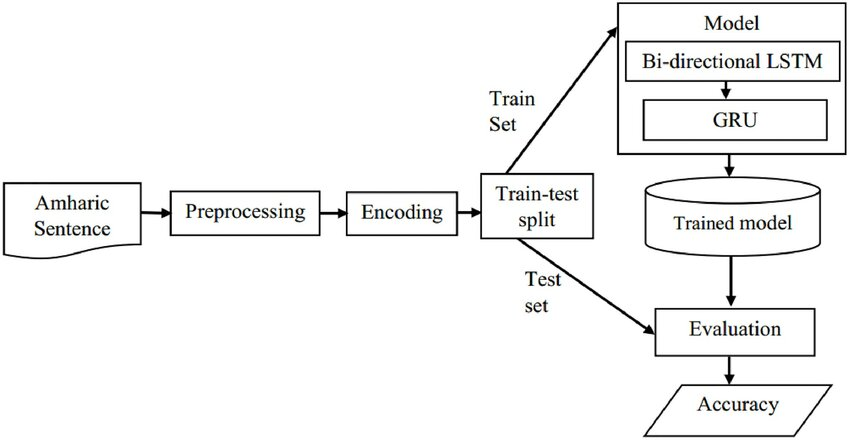 Amharic
Sentence
Preprocessing
Encoding
Train-test
split
Train
Set
Test
set
Model
Bi-directional LSTM
GRU
Trained model
Evaluation
Accuracy